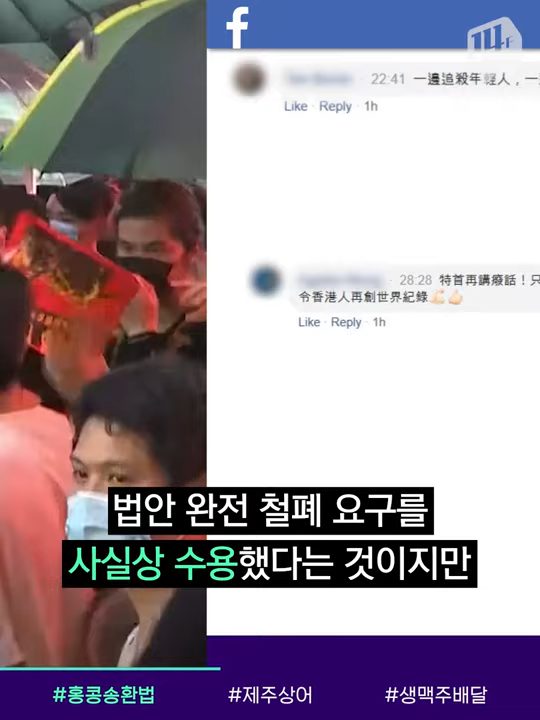 f
14F
22:41 一邊追殺年輕人，一
Like · Reply · 1h
28:28 特首再講癈話！只
令香港人再創世界紀錄💪🏻👍🏻
Like · Reply · 1h
법안 완전 철폐 요구를
사실상 수용했다는 것이지만
#홍콩송환법 #제주상어 #생맥주배달